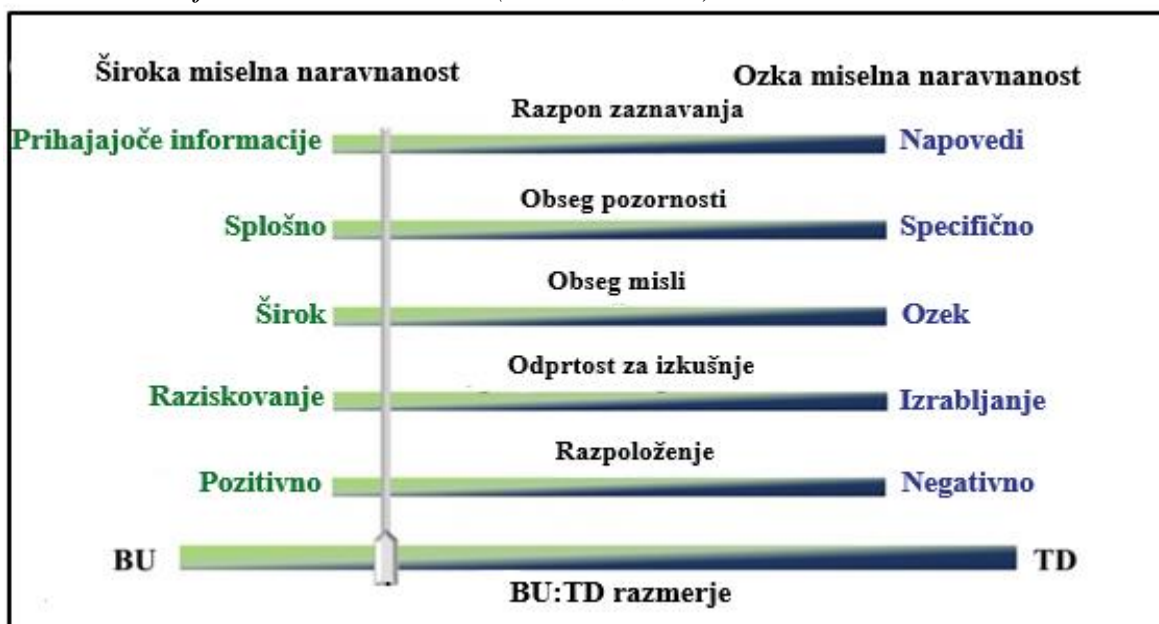 Široka miselna naravnanost
Ozka miselna naravnanost
Razpon zaznavanja
Prihajajoče informacije
Napovedi
Obseg pozornosti
Splošno
Specifično
Obseg misli
Širok
Ozek
Odprtost za izkušnje
Raziskovanje
Izrabljanje
Razpoloženje
Pozitivno
Negativno
BU
TD
BU:TD razmerje